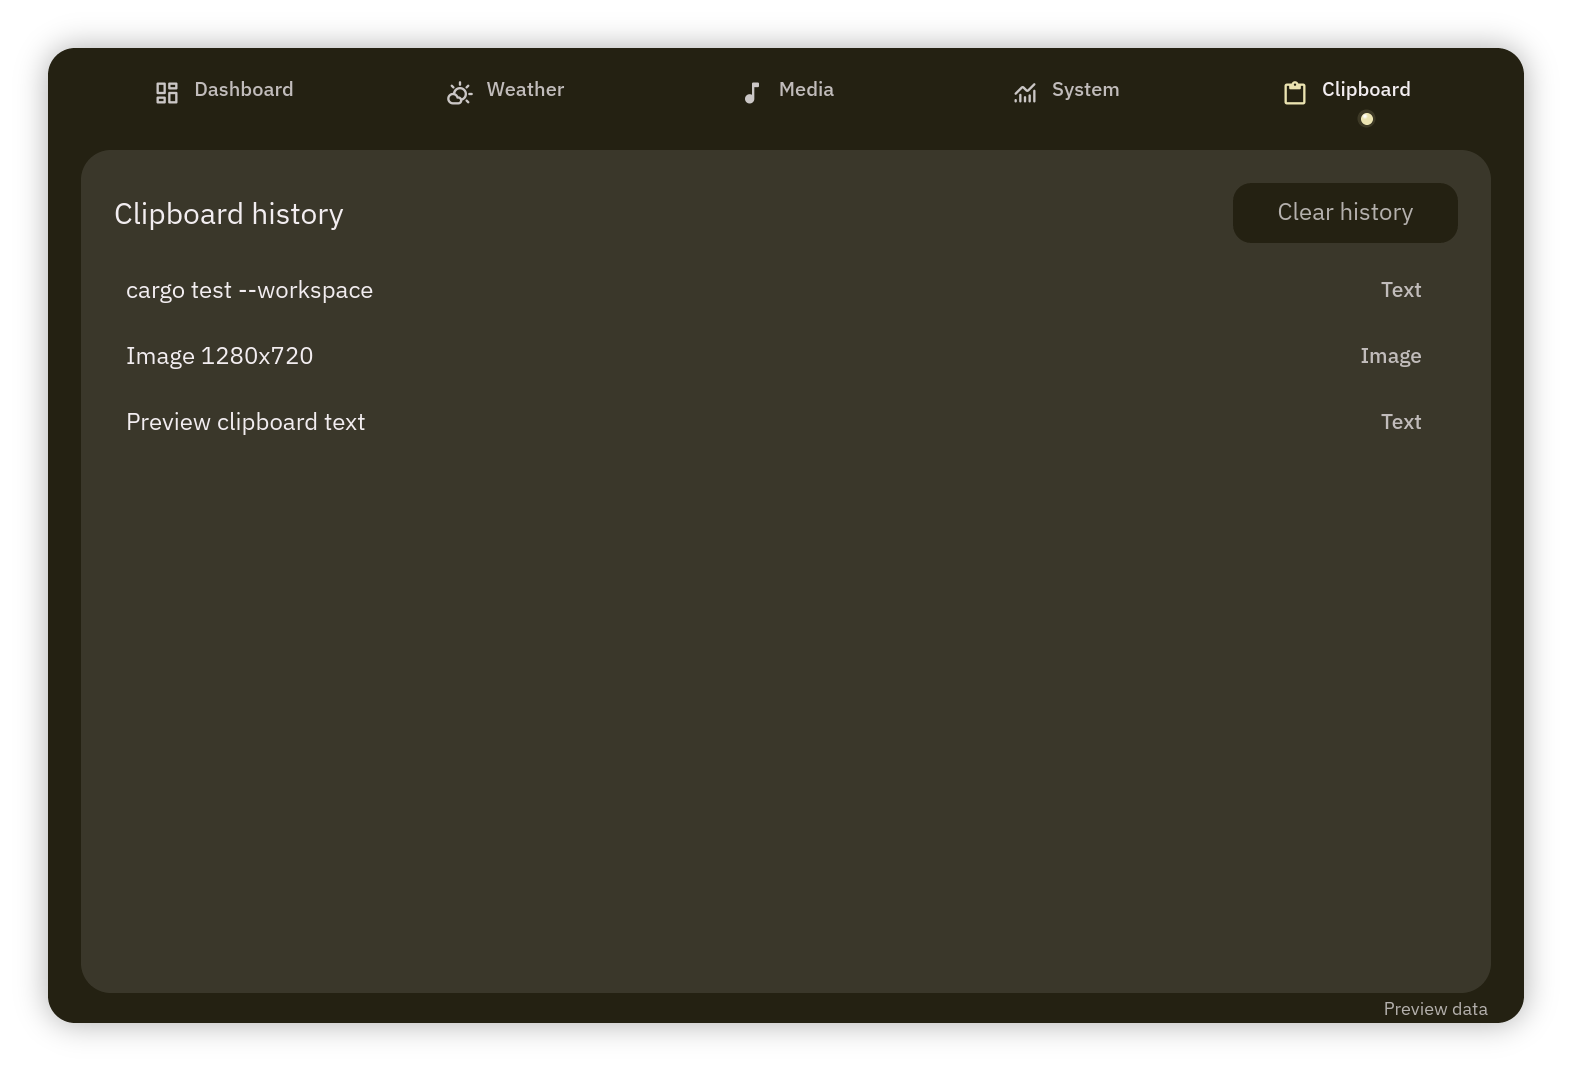 Dashboard Weather Media System Clipboard
Clipboard history Clear history
cargo test --workspace Text
Image 1280x720 Image
Preview clipboard text Text
Preview data